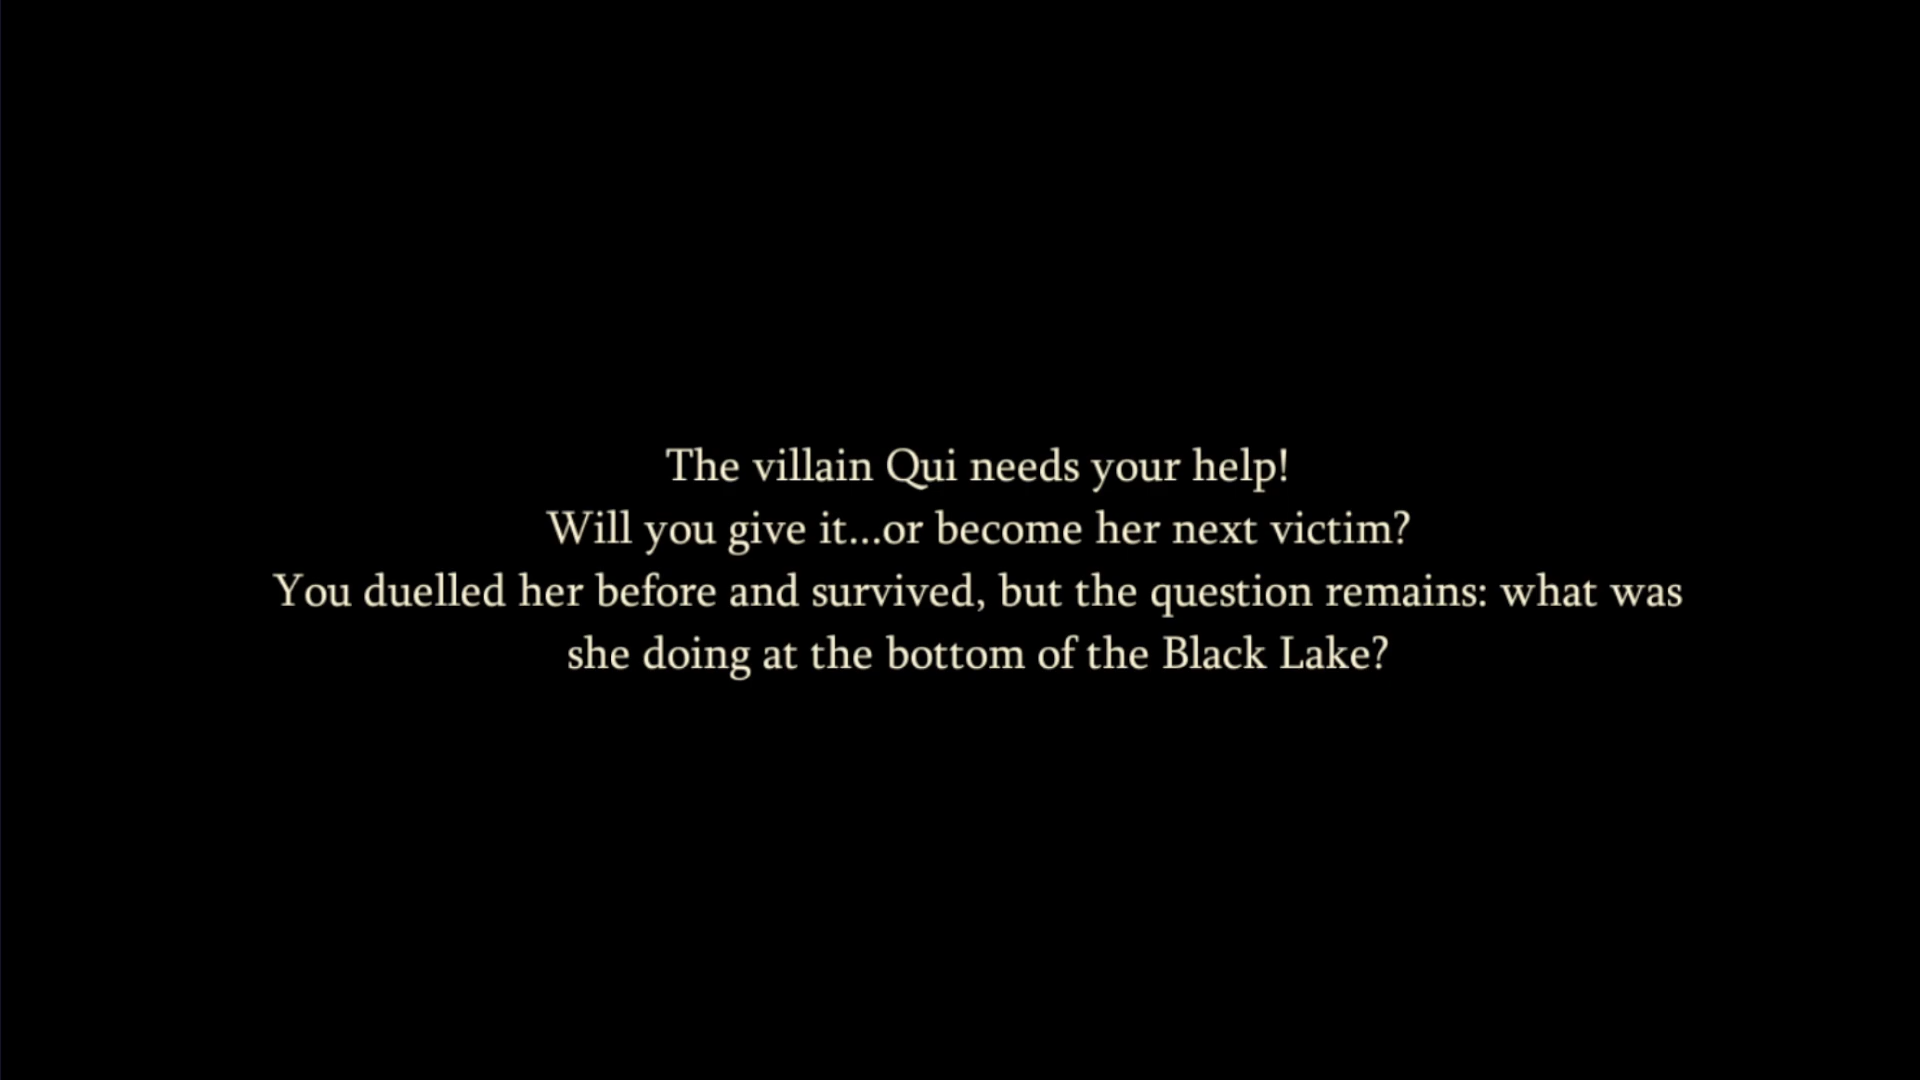 The villain Qui needs your help!
Will you give it...or become her next victim?
You duelled her before and survived, but the question remains: what was
she doing at the bottom of the Black Lake?